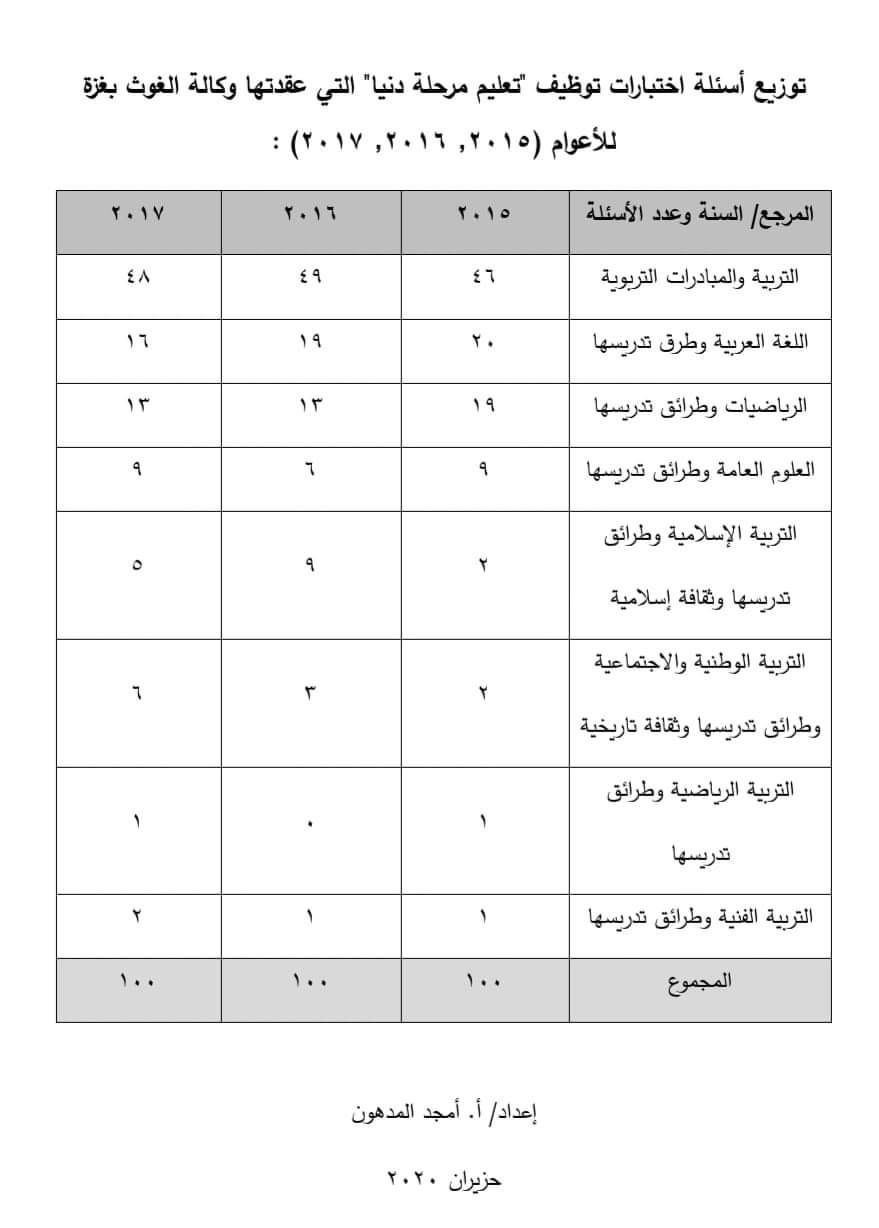 توزيع أسئلة اختبارات توظيف "تعليم مرحلة دنيا" التي عقدتها وكالة الغوث بغزة
للأعوام (٢٠١٥, ٢٠١٦, ٢٠١٧) :
المرجع/ السنة وعدد الأسئلة ٢٠١٥ ٢٠١٦ ٢٠١٧
التربية والمبادرات التربوية ٤٦ ٤٩ ٤٨
اللغة العربية وطرق تدريسها ٢٠ ١٩ ١٦
الرياضيات وطرائق تدريسها ١٩ ١٣ ١٣
العلوم العامة وطرائق تدريسها ٩ ٦ ٩
التربية الإسلامية وطرائق
تدريسها وثقافة إسلامية ٢ ٩ ٥
التربية الوطنية والاجتماعية
وطرائق تدريسها وثقافة تاريخية ٢ ٣ ٦
التربية الرياضية وطرائق
تدريسها ١ ٠ ١
التربية الفنية وطرائق تدريسها ١ ١ ٢
المجموع ١٠٠ ١٠٠ ١٠٠
إعداد/ أ. أمجد المدهون
حزيران ٢٠٢٠